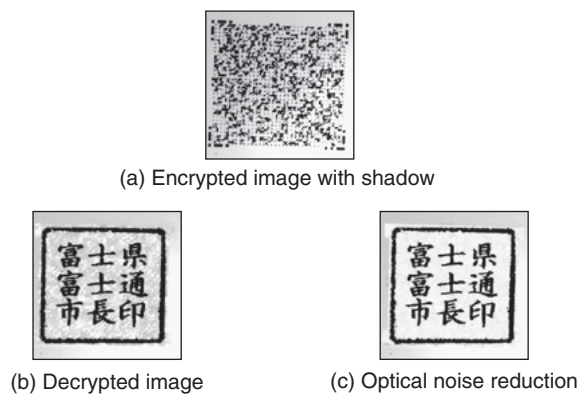 (a) Encrypted image with shadow
富士県
富士通
市長印
(b) Decrypted image
富士県
富士通
市長印
(c) Optical noise reduction